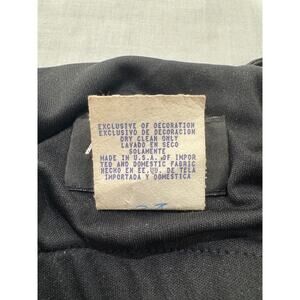 EXCLUSIVE OF DECORATION
EXCLUSIVO DE DECORACION
DRY CLEAN ONLY
LAVADO EN SECO
SOLAMENTE
MADE IN U.S.A. OF IMPOR
TED AND DOMESTIC FABRIC
HECHO EN EE.UU. DE TELA
IMPORTADA Y DOMESTICA